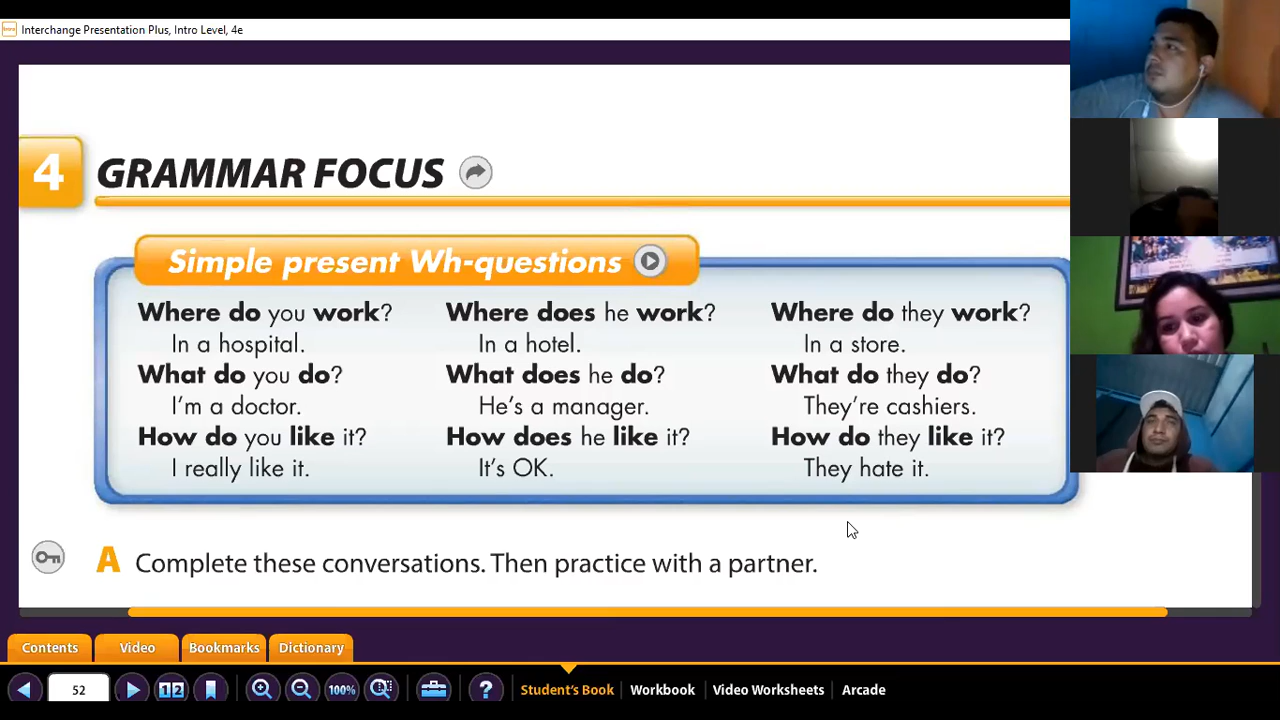 Interchange Presentation Plus, Intro Level, 4e
4 GRAMMAR FOCUS
Simple present Wh-questions
Where do you work? Where does he work? Where do they work?
In a hospital. In a hotel. In a store.
What do you do? What does he do? What do they do?
I'm a doctor. He's a manager. They're cashiers.
How do you like it? How does he like it? How do they like it?
I really like it. It's OK. They hate it.
A Complete these conversations. Then practice with a partner.
Contents Video Bookmarks Dictionary
52 12 100% ? Student's Book Workbook Video Worksheets Arcade